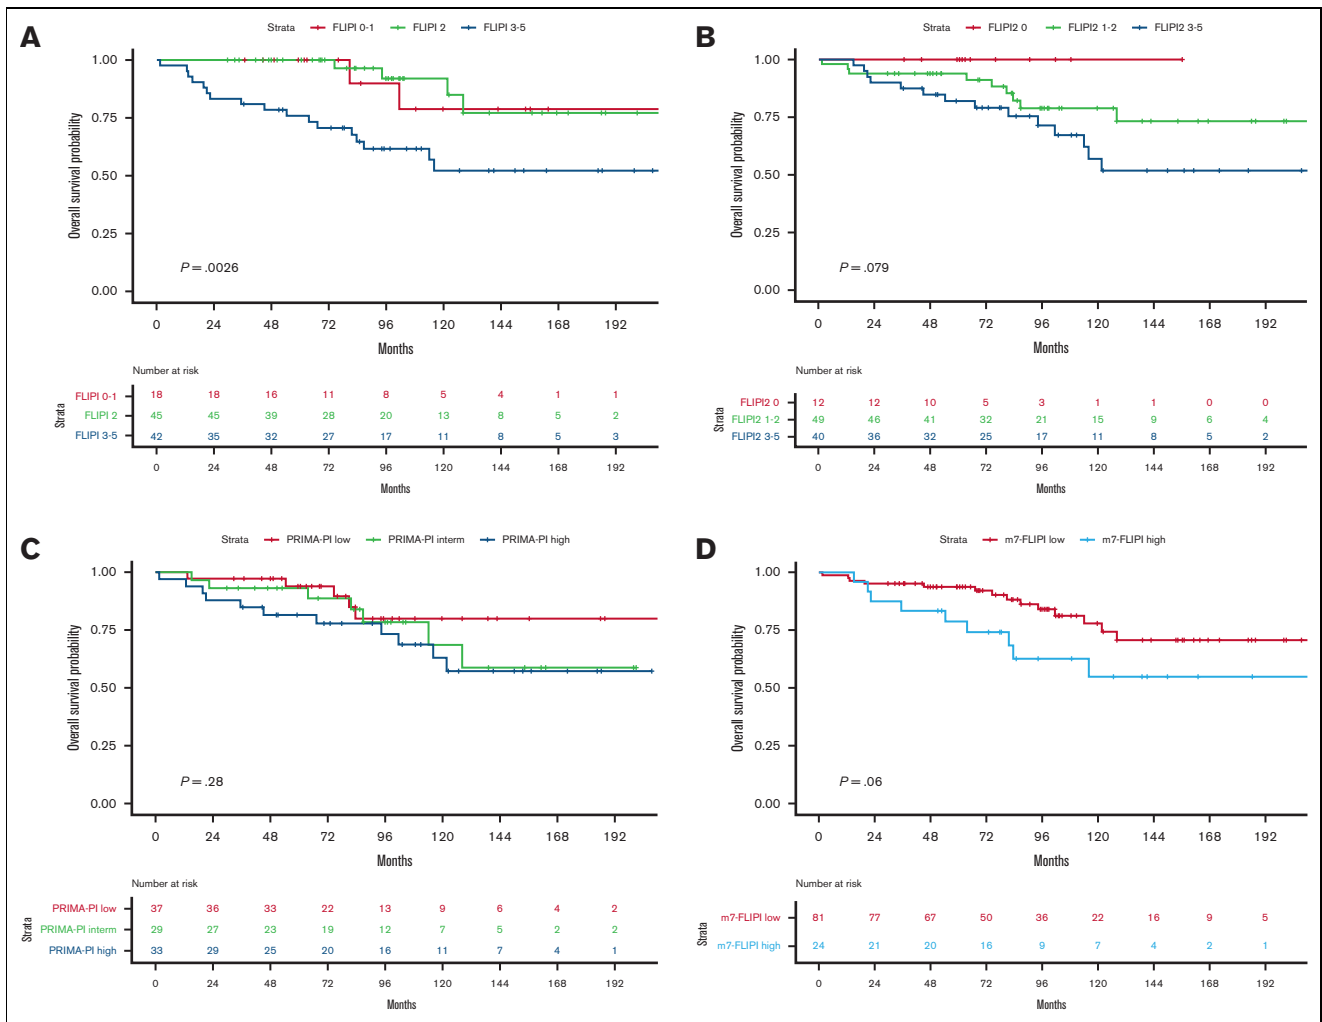 A
Strata FLIPI 0-1 FLIPI 2 FLIPI 3-5
Overall survival probability
1.00
0.75
0.50
0.25
0.00
P = .0026
0 24 48 72 96 120 144 168 192
Months
Number at risk
Strata
FLIPI 0-1 18 18 16 11 8 5 4 1 1
FLIPI 2 45 45 39 28 20 13 8 5 2
FLIPI 3-5 42 35 32 27 17 11 8 5 3
0 24 48 72 96 120 144 168 192
Months
B
Strata FLIPI2 0 FLIPI2 1-2 FLIPI2 3-5
Overall survival probability
1.00
0.75
0.50
0.25
0.00
P = .079
0 24 48 72 96 120 144 168 192
Months
Number at risk
Strata
FLIPI2 0 12 12 10 5 3 1 1 0 0
FLIPI2 1-2 49 46 41 32 21 15 9 6 4
FLIPI2 3-5 40 36 32 25 17 11 8 5 2
0 24 48 72 96 120 144 168 192
Months
C
Strata PRIMA-PI low PRIMA-PI interm PRIMA-PI high
Overall survival probability
1.00
0.75
0.50
0.25
0.00
P = .28
0 24 48 72 96 120 144 168 192
Months
Number at risk
Strata
PRIMA-PI low 37 36 33 22 13 9 6 4 2
PRIMA-PI interm 29 27 23 19 12 7 5 2 2
PRIMA-PI high 33 29 25 20 16 11 7 4 1
0 24 48 72 96 120 144 168 192
Months
D
Strata m7-FLIPI low m7-FLIPI high
Overall survival probability
1.00
0.75
0.50
0.25
0.00
P = .06
0 24 48 72 96 120 144 168 192
Months
Number at risk
Strata
m7-FLIPI low 81 77 67 50 36 22 16 9 5
m7-FLIPI high 24 21 20 16 9 7 4 2 1
0 24 48 72 96 120 144 168 192
Months